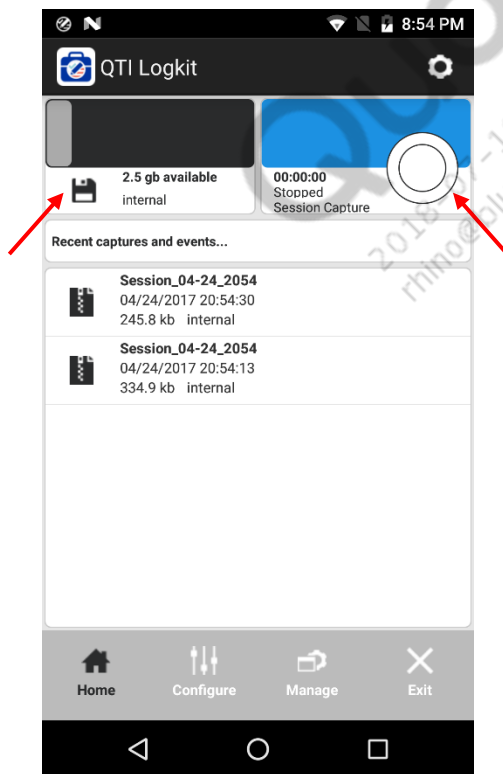 8:54 PM
QTI Logkit
2.5 gb available
internal
00:00:00
Stopped
Session Capture
Recent captures and events...
Session_04-24_2054
04/24/2017 20:54:30
245.8 kb internal
Session_04-24_2054
04/24/2017 20:54:13
334.9 kb internal
Home Configure Manage Exit